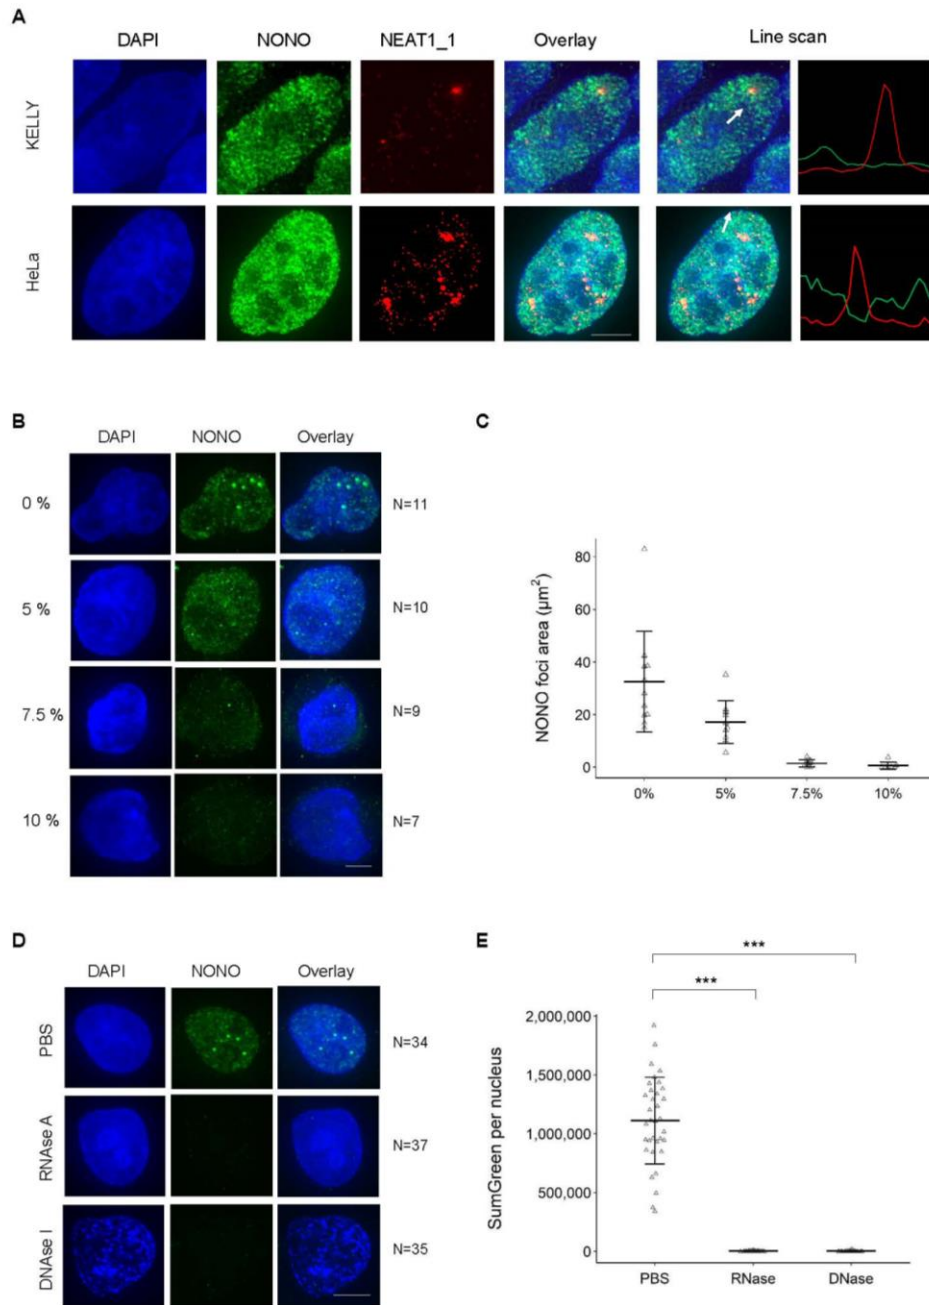 A
DAPI NONO NEAT1_1 Overlay Line scan
KELLY
HeLa
B
DAPI NONO Overlay
0 % N=11
5 % N=10
7.5 % N=9
10 % N=7
C
NONO foci area (µm²)
80
60
40
20
0
0% 5% 7.5% 10%
D
DAPI NONO Overlay
PBS N=34
RNAse A N=37
DNAse I N=35
E
***
***
SumGreen per nucleus
2,000,000
1,500,000
1,000,000
500,000
0
PBS RNase DNase